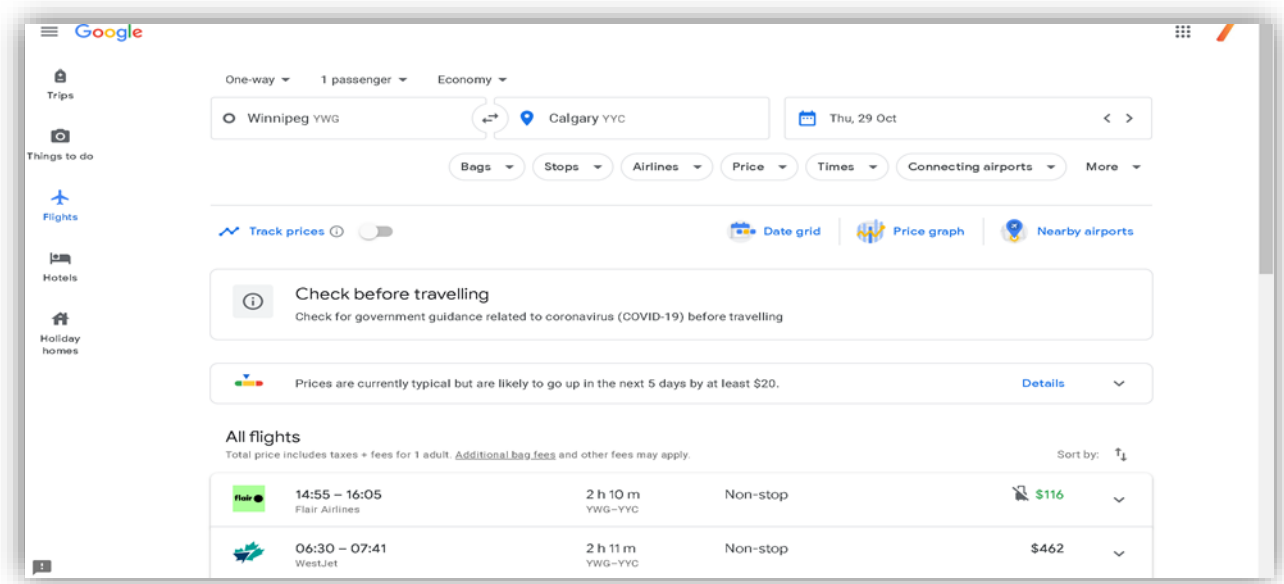 Google
Trips
Things to do
Flights
Hotels
Holiday
homes
One-way 1 passenger Economy
Winnipeg YWG Calgary YYC Thu, 29 Oct
Bags Stops Airlines Price Times Connecting airports More
Track prices Date grid Price graph Nearby airports
Check before travelling
Check for government guidance related to coronavirus (COVID-19) before travelling
Prices are currently typical but are likely to go up in the next 5 days by at least $20. Details
All flights
Total price includes taxes + fees for 1 adult. Additional bag fees and other fees may apply. Sort by:
flair 14:55 – 16:05 2 h 10 m Non-stop $116
Flair Airlines YWG–YYC
06:30 – 07:41 2 h 11 m Non-stop $462
WestJet YWG–YYC